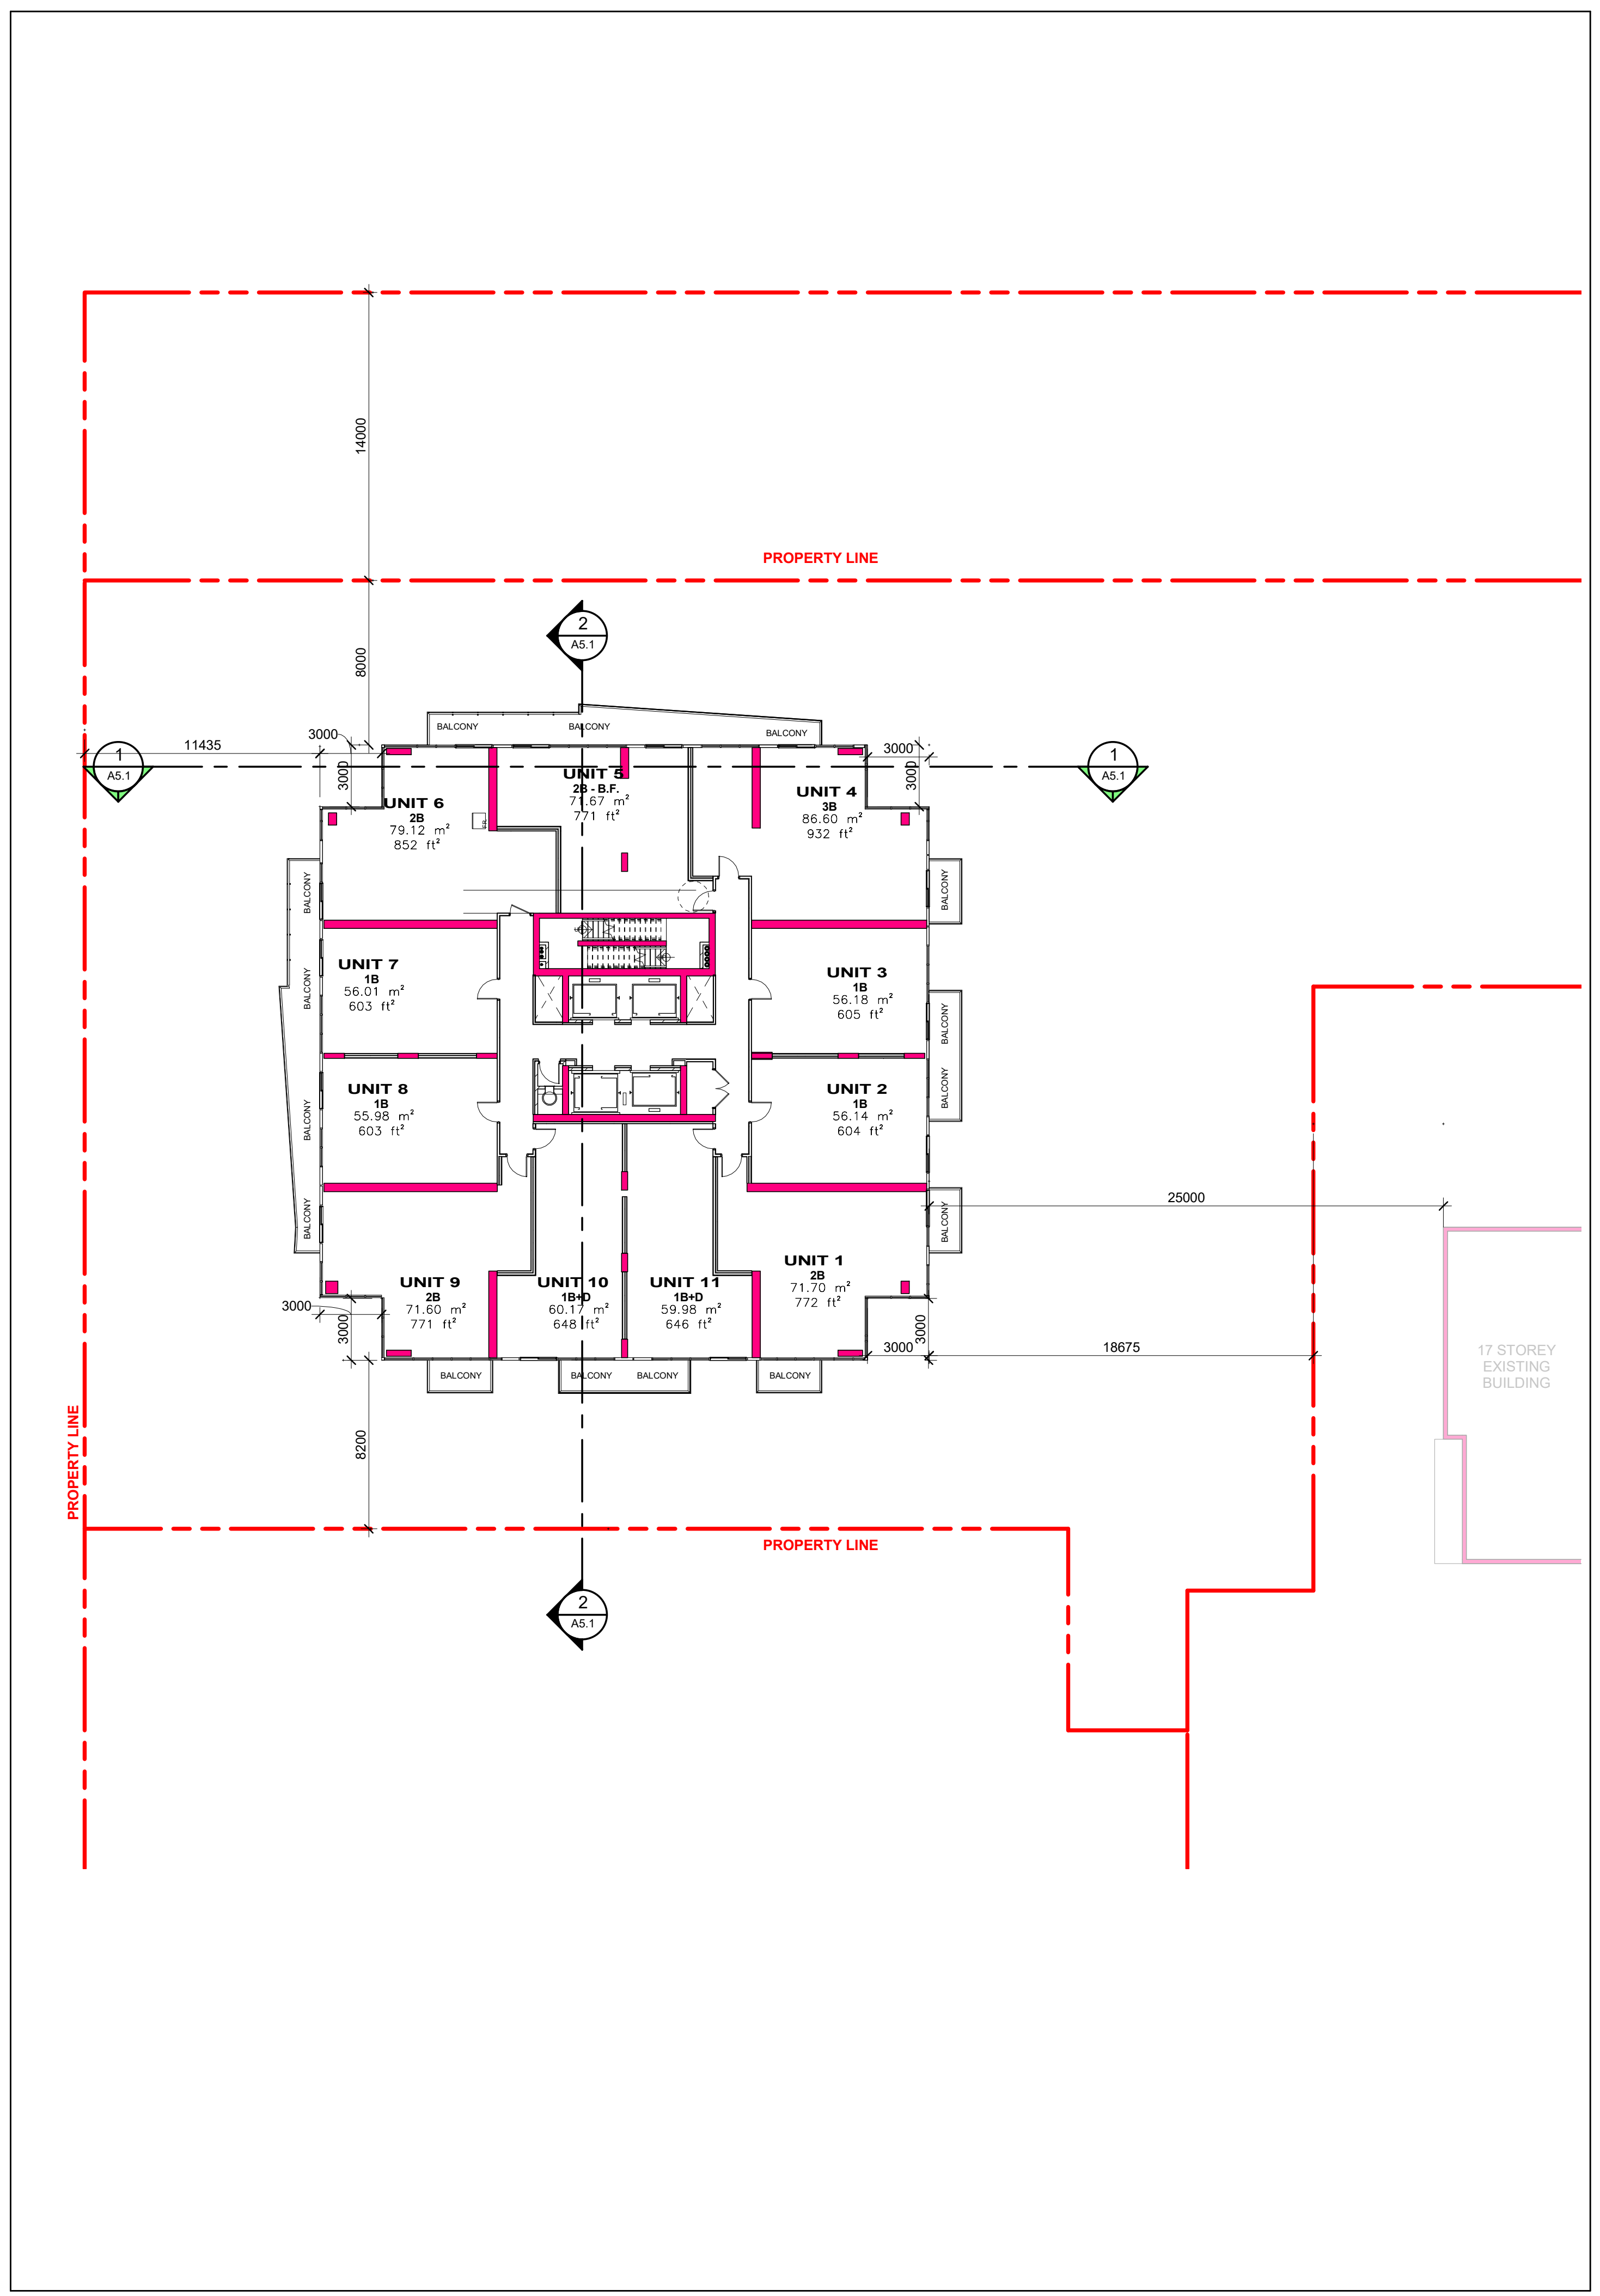 14000
PROPERTY LINE
8000
2
A5.1
BALCONY
BALCONY
BALCONY
11435
3000
3000
3000
3000
1
A5.1
1
A5.1
UNIT 6
2B
79.12 m²
852 ft²
UNIT 5
2B - B.F.
71.67 m²
771 ft²
UNIT 4
3B
86.60 m²
932 ft²
BALCONY
BALCONY
UNIT 7
1B
56.01 m²
603 ft²
UNIT 3
1B
56.18 m²
605 ft²
BALCONY
BALCONY
UNIT 8
1B
55.98 m²
603 ft²
UNIT 2
1B
56.14 m²
604 ft²
BALCONY
BALCONY
BALCONY
BALCONY
25000
UNIT 9
2B
71.60 m²
771 ft²
UNIT 10
1B+D
60.17 m²
648 ft²
UNIT 11
1B+D
59.98 m²
646 ft²
UNIT 1
2B
71.70 m²
772 ft²
3000
3000
3000
3000
18675
BALCONY
BALCONY
BALCONY
BALCONY
17 STOREY
EXISTING
BUILDING
8200
PROPERTY LINE
PROPERTY LINE
2
A5.1